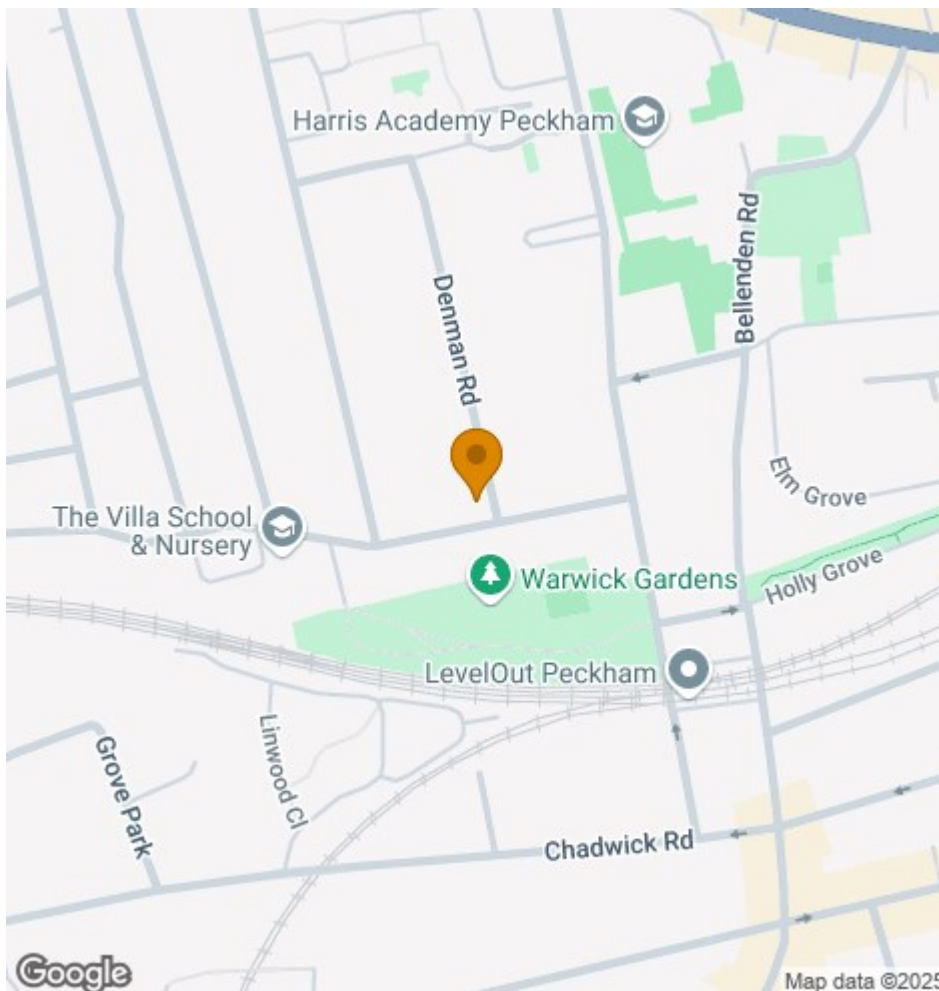 Harris Academy Peckham
Bellenden Rd
Denman Rd
Elm Grove
The Villa School
& Nursery
Warwick Gardens
Holly Grove
LevelOut Peckham
Linwood Cl
Grove Park
Chadwick Rd
Google
Map data ©2025